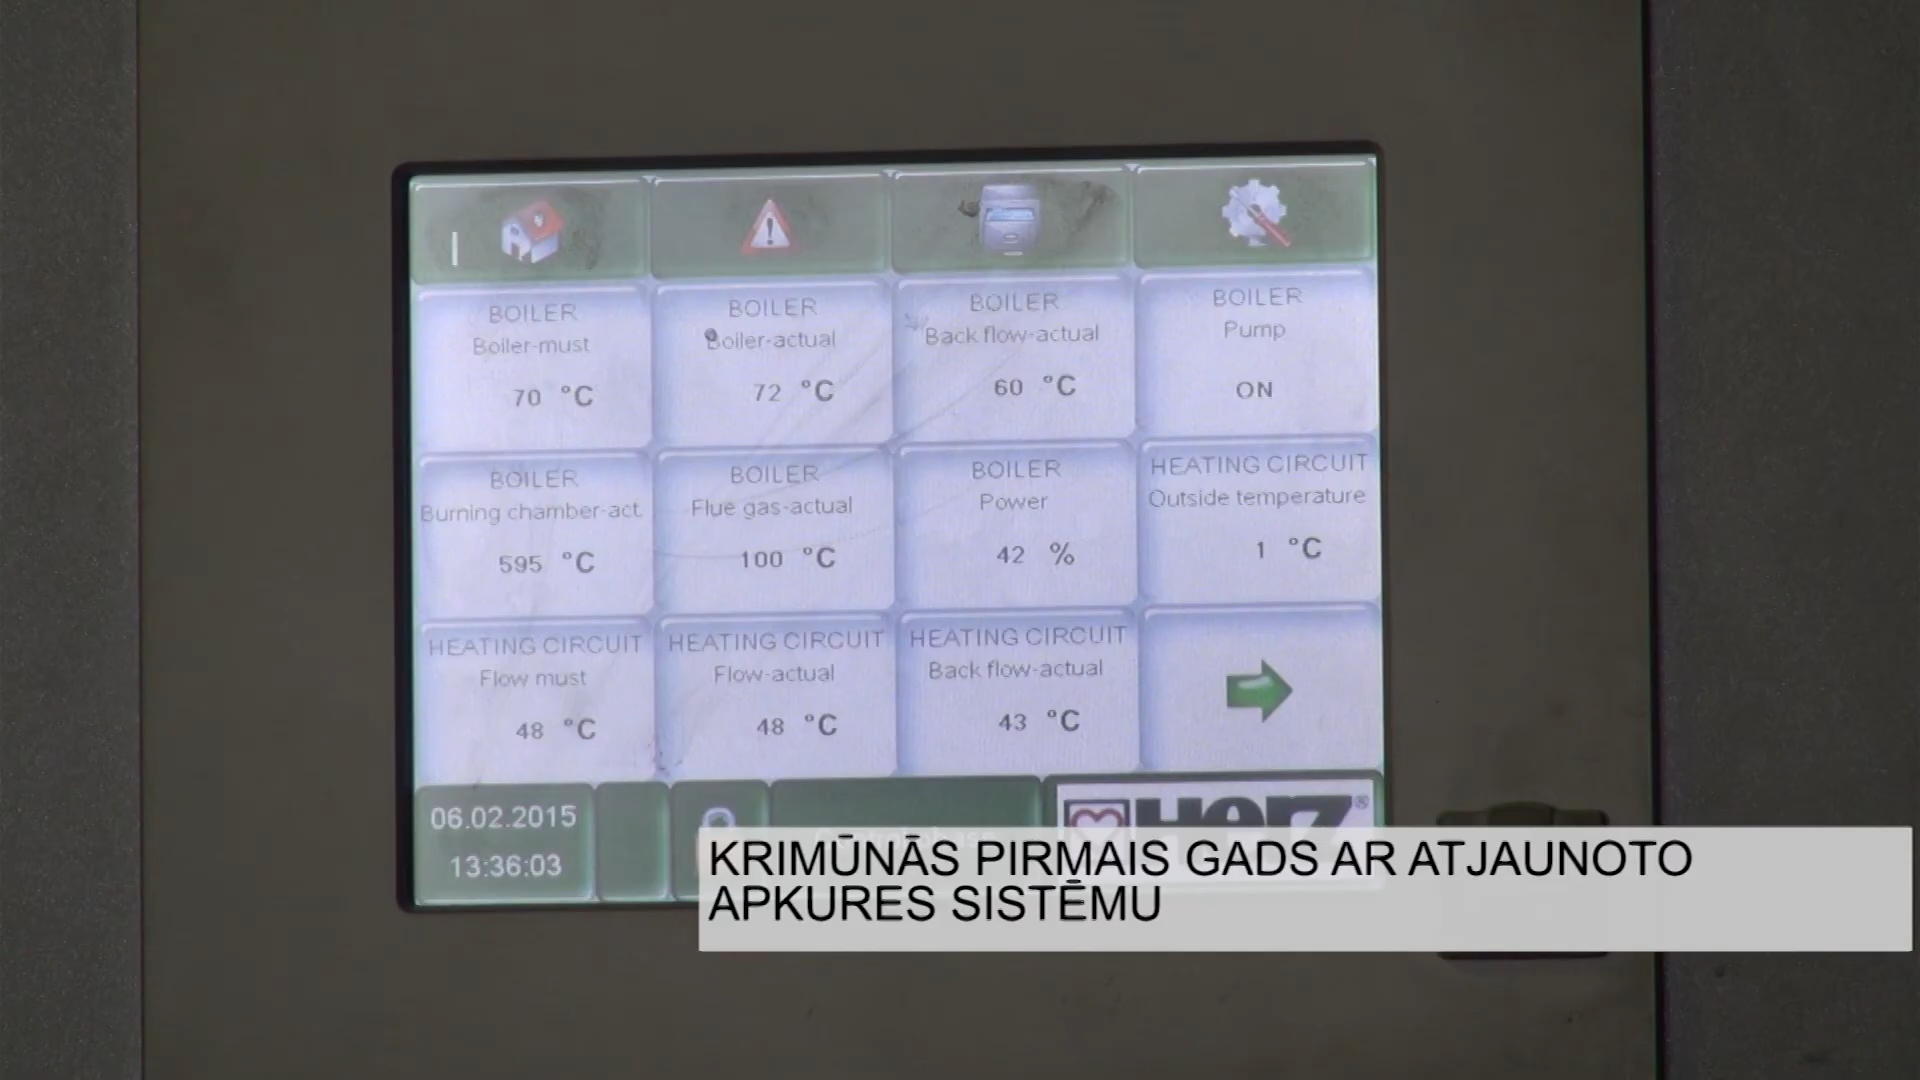 BOILER
Boiler-must
70 °C
BOILER
Boiler-actual
72 °C
BOILER
Back flow-actual
60 °C
BOILER
Pump
ON
BOILER
Burning chamber-act.
595 °C
BOILER
Flue gas-actual
100 °C
BOILER
Power
42 %
HEATING CIRCUIT
Outside temperature
1 °C
HEATING CIRCUIT
Flow must
48 °C
HEATING CIRCUIT
Flow-actual
48 °C
HEATING CIRCUIT
Back flow-actual
43 °C
06.02.2015
13:36:03
HERZ®
KRIMŪNĀS PIRMAIS GADS AR ATJAUNOTO
APKURES SISTĒMU